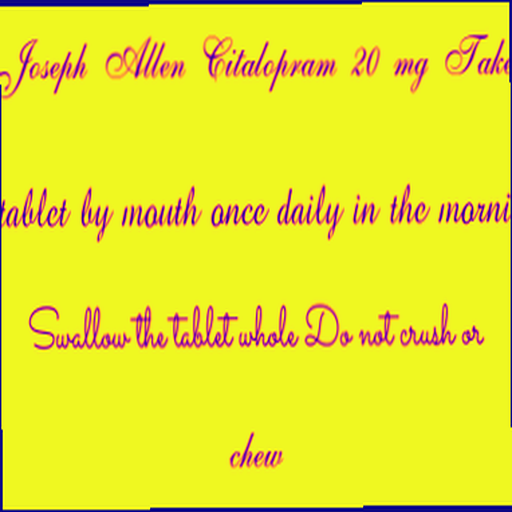 Joseph Allen Citalopram 20 mg Take
tablet by mouth once daily in the morni
Swallow the tablet whole Do not crush or
chew